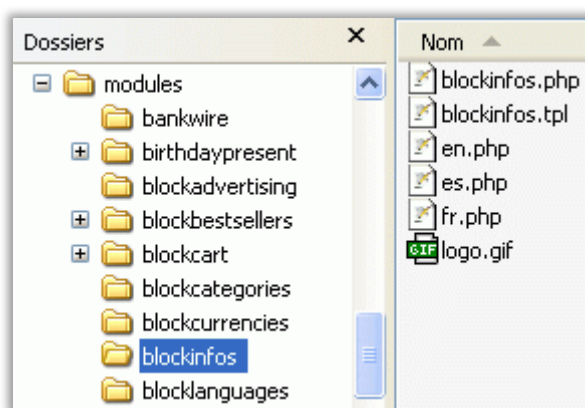 Dossiers
modules
bankwire
birthdaypresent
blockadvertising
blockbestsellers
blockcart
blockcategories
blockcurrencies
blockinfos
blocklanguages
Nom
blockinfos.php
blockinfos.tpl
en.php
es.php
fr.php
GIF logo.gif